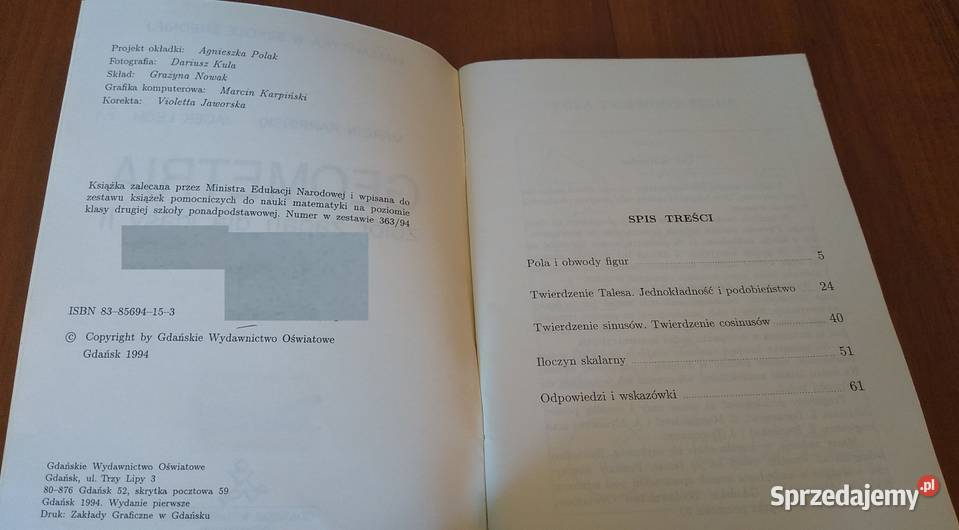 Projekt okładki: Agnieszka Polak
Fotografia: Dariusz Kula
Skład: Grażyna Nowak
Grafika komputerowa: Marcin Karpiński
Korekta: Violetta Jaworska
Książka zalecana przez Ministra Edukacji Narodowej i wpisana do
zestawu książek pomocniczych do nauki matematyki na poziomie
klasy drugiej szkoły ponadpodstawowej. Numer w zestawie 363/94
ISBN 83-85694-15-3
© Copyright by Gdańskie Wydawnictwo Oświatowe
Gdańsk 1994
Gdańskie Wydawnictwo Oświatowe
Gdańsk, ul. Trzy Lipy 3
80-876 Gdańsk 52, skrytka pocztowa 59
Gdańsk 1994. Wydanie pierwsze
Druk: Zakłady Graficzne w Gdańsku
SPIS TREŚCI
Pola i obwody figur 5
Twierdzenie Talesa. Jednokładność i podobieństwo 24
Twierdzenie sinusów. Twierdzenie cosinusów 40
Iloczyn skalarny 51
Odpowiedzi i wskazówki 61
Sprzedajemy.pl